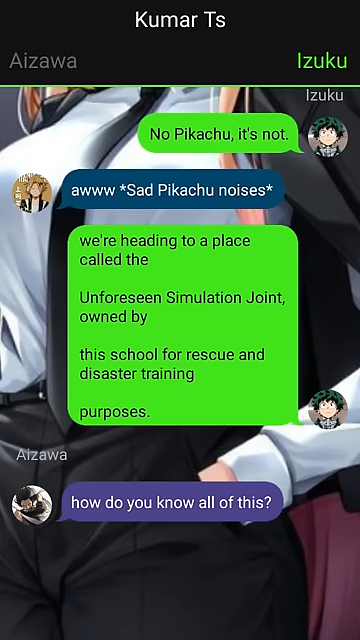 Kumar Ts
Aizawa
Izuku
Izuku
No Pikachu, it's not.
awww *Sad Pikachu noises*
we're heading to a place
called the
Unforeseen Simulation Joint,
owned by
this school for rescue and
disaster training
purposes.
Aizawa
how do you know all of this?